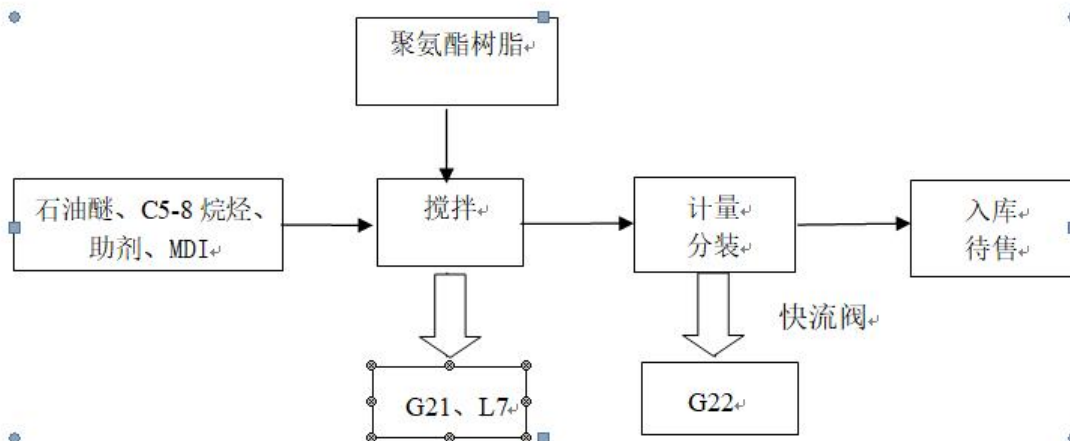 聚氨酯树脂
石油醚、C5-8 烷烃、
助剂、MDI
搅拌
计量
分装
入库
待售
快流阀
G21、L7
G22